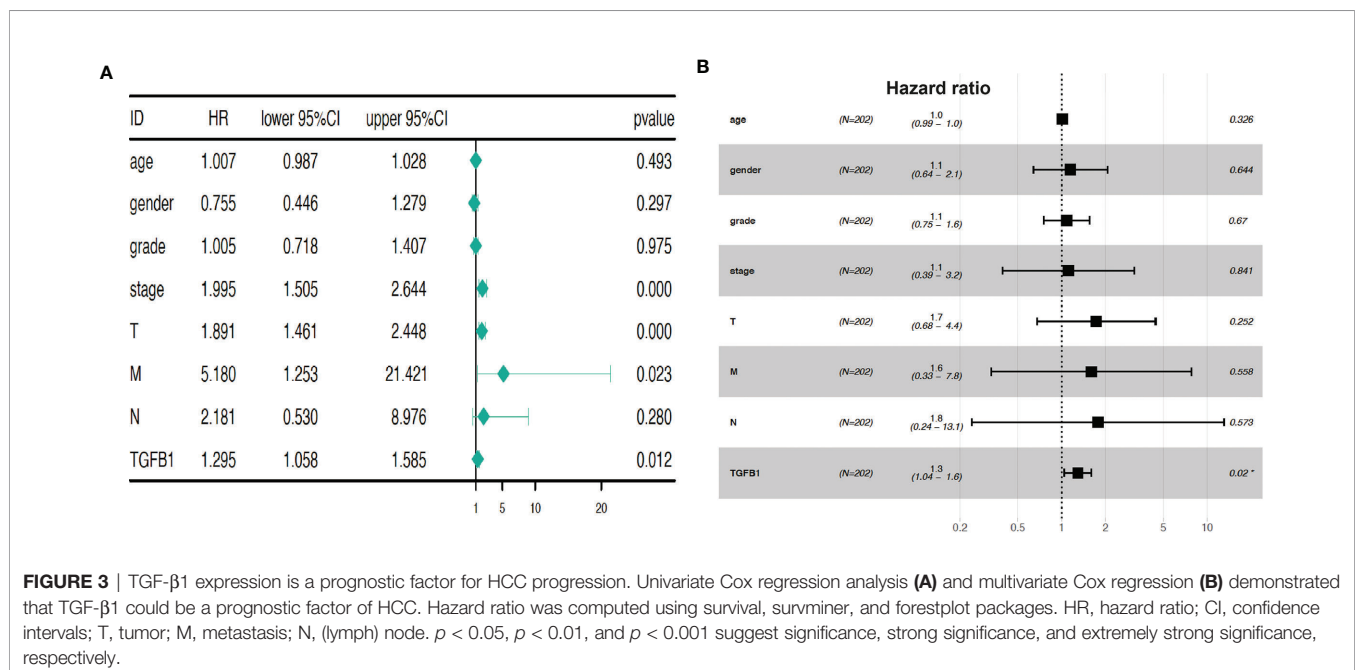 A
ID HR lower 95%CI upper 95%CI pvalue
age 1.007 0.987 1.028 0.493
gender 0.755 0.446 1.279 0.297
grade 1.005 0.718 1.407 0.975
stage 1.995 1.505 2.644 0.000
T 1.891 1.461 2.448 0.000
M 5.180 1.253 21.421 0.023
N 2.181 0.530 8.976 0.280
TGFB1 1.295 1.058 1.585 0.012
1 5 10 20
B
Hazard ratio
age (N=202) 1.0 (0.99 – 1.0) 0.326
gender (N=202) 1.1 (0.64 – 2.1) 0.644
grade (N=202) 1.1 (0.75 – 1.6) 0.67
stage (N=202) 1.1 (0.39 – 3.2) 0.841
T (N=202) 1.7 (0.68 – 4.4) 0.252
M (N=202) 1.6 (0.33 – 7.8) 0.558
N (N=202) 1.8 (0.24 – 13.1) 0.573
TGFB1 (N=202) 1.3 (1.04 – 1.6) 0.02 *
0.2 0.5 1 2 5 10
FIGURE 3 | TGF-β1 expression is a prognostic factor for HCC progression. Univariate Cox regression analysis (A) and multivariate Cox regression (B) demonstrated
that TGF-β1 could be a prognostic factor of HCC. Hazard ratio was computed using survival, survminer, and forestplot packages. HR, hazard ratio; CI, confidence
intervals; T, tumor; M, metastasis; N, (lymph) node. p < 0.05, p < 0.01, and p < 0.001 suggest significance, strong significance, and extremely strong significance,
respectively.